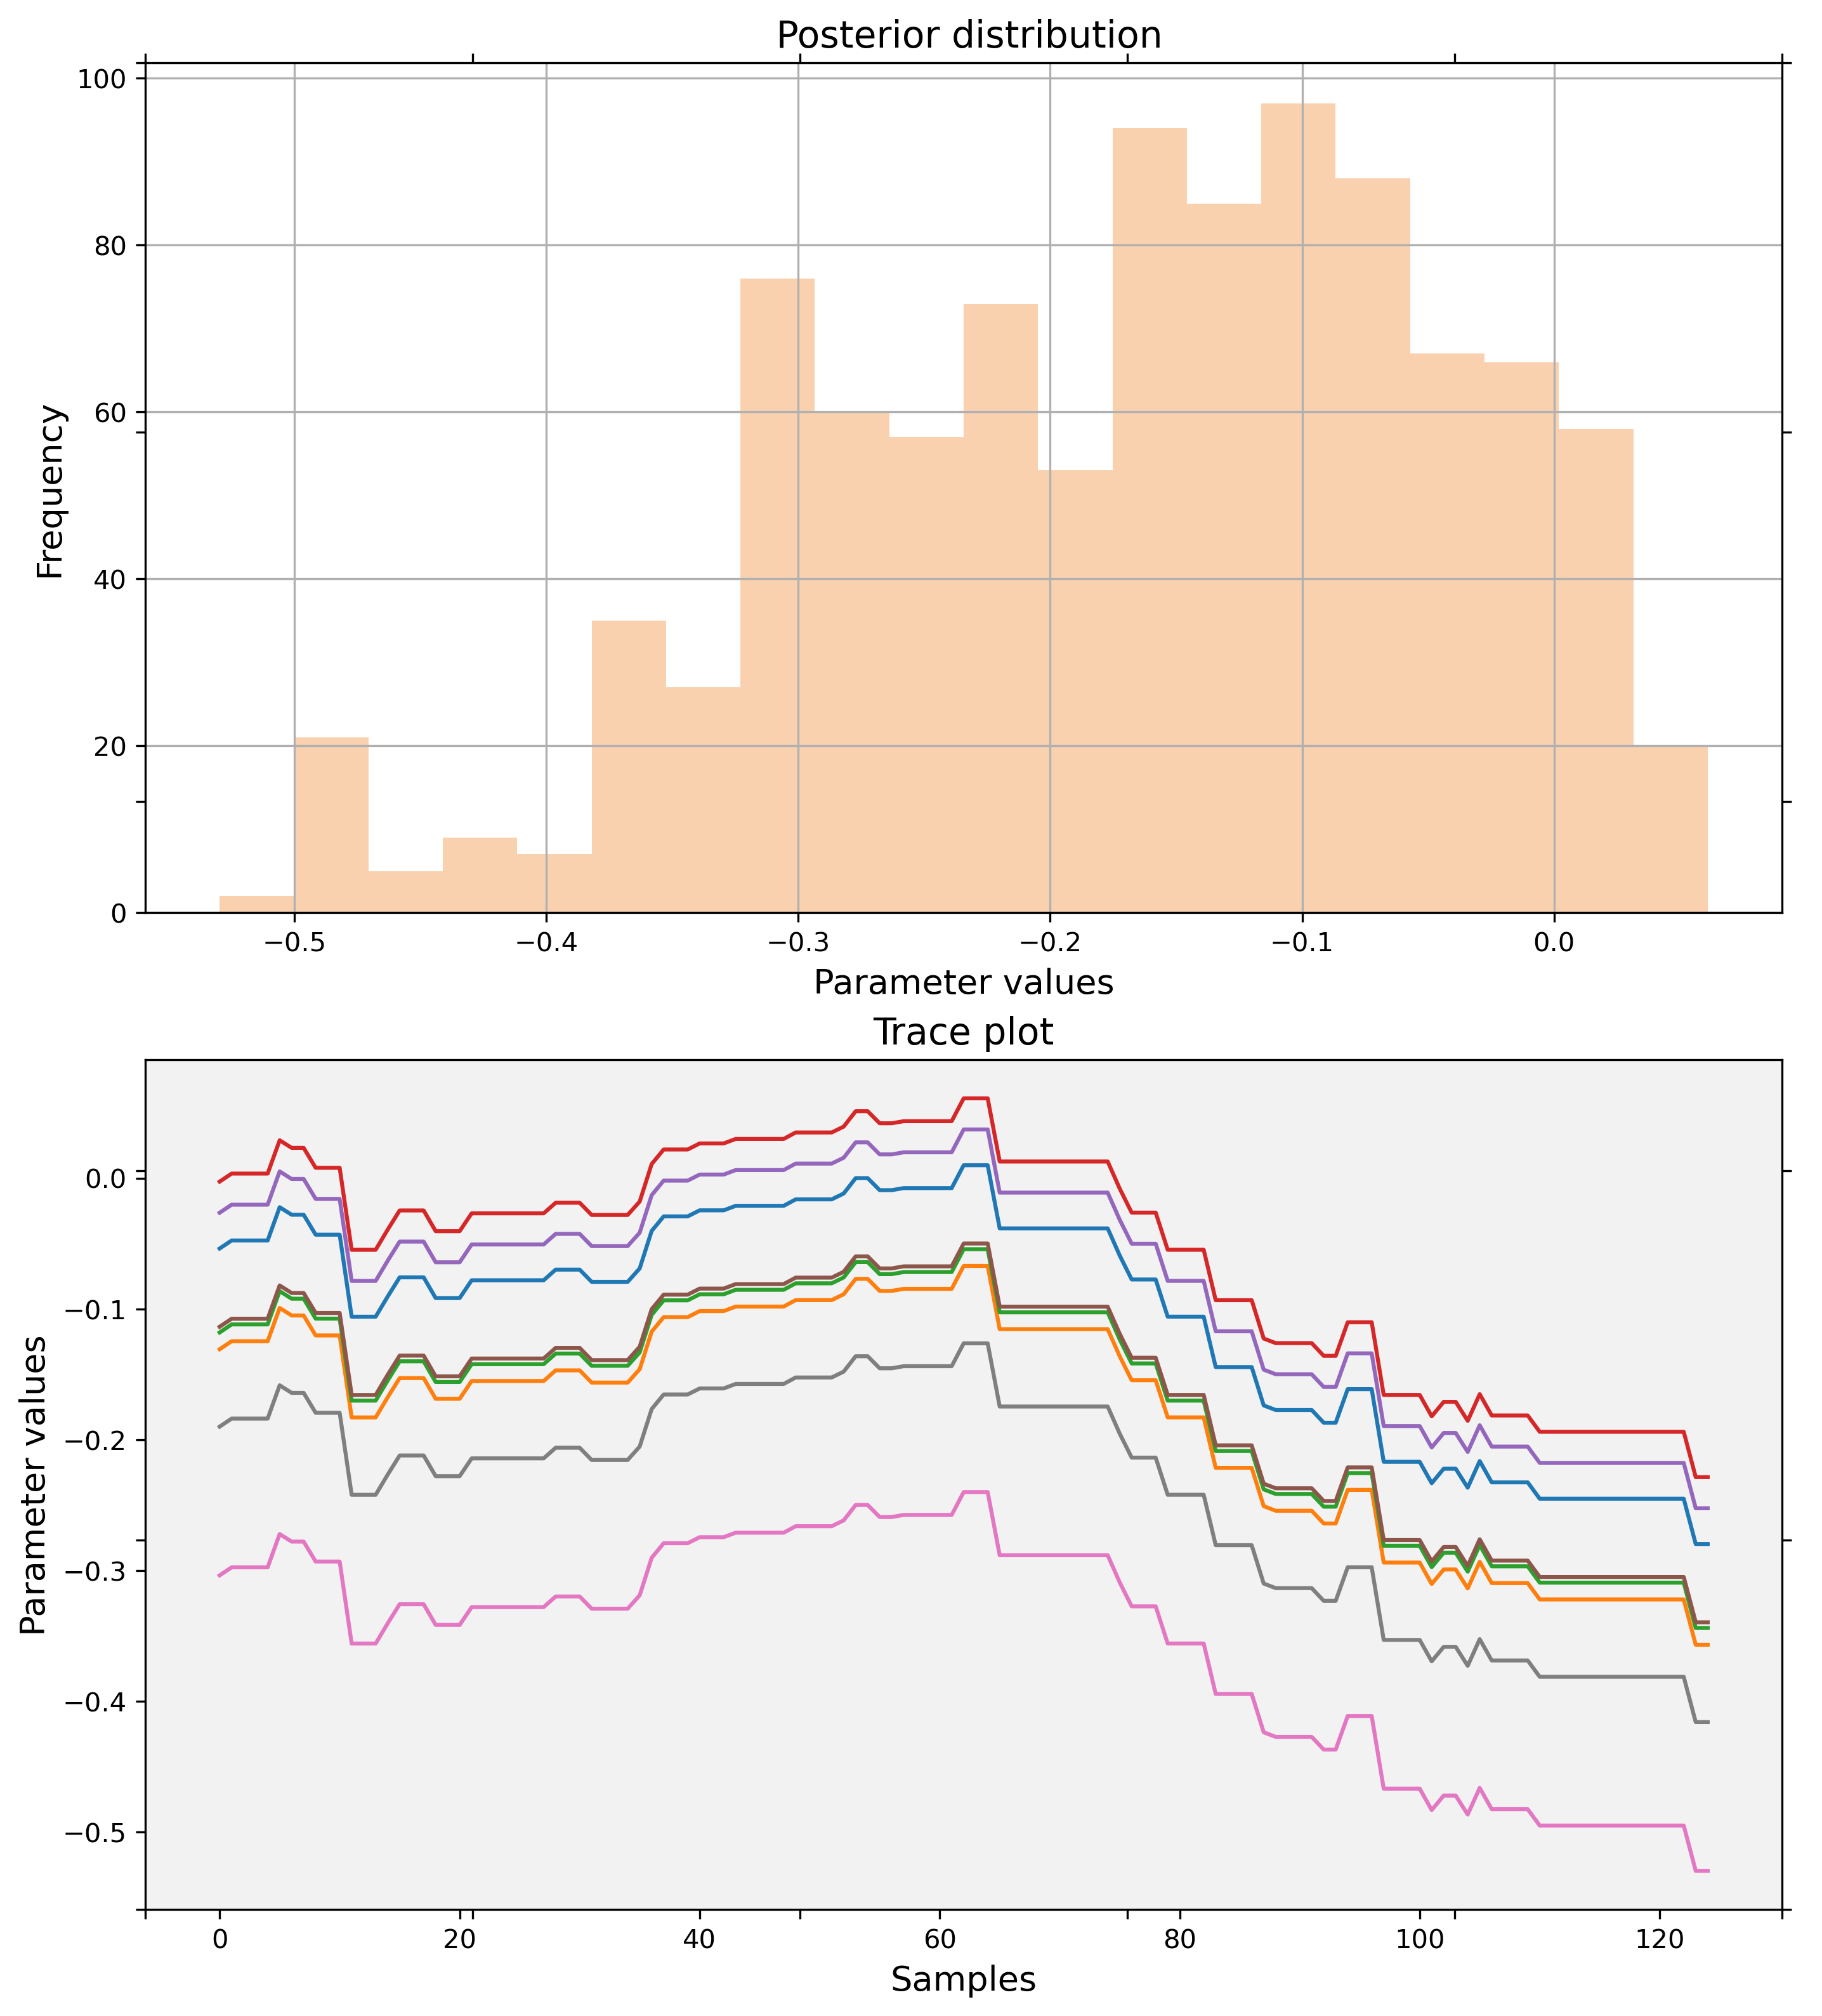 Posterior distribution
100
80
60
40
20
0
Frequency
−0.5 −0.4 −0.3 −0.2 −0.1 0.0
Parameter values
Trace plot
0.0
−0.1
−0.2
−0.3
−0.4
−0.5
Parameter values
0 20 40 60 80 100 120
Samples